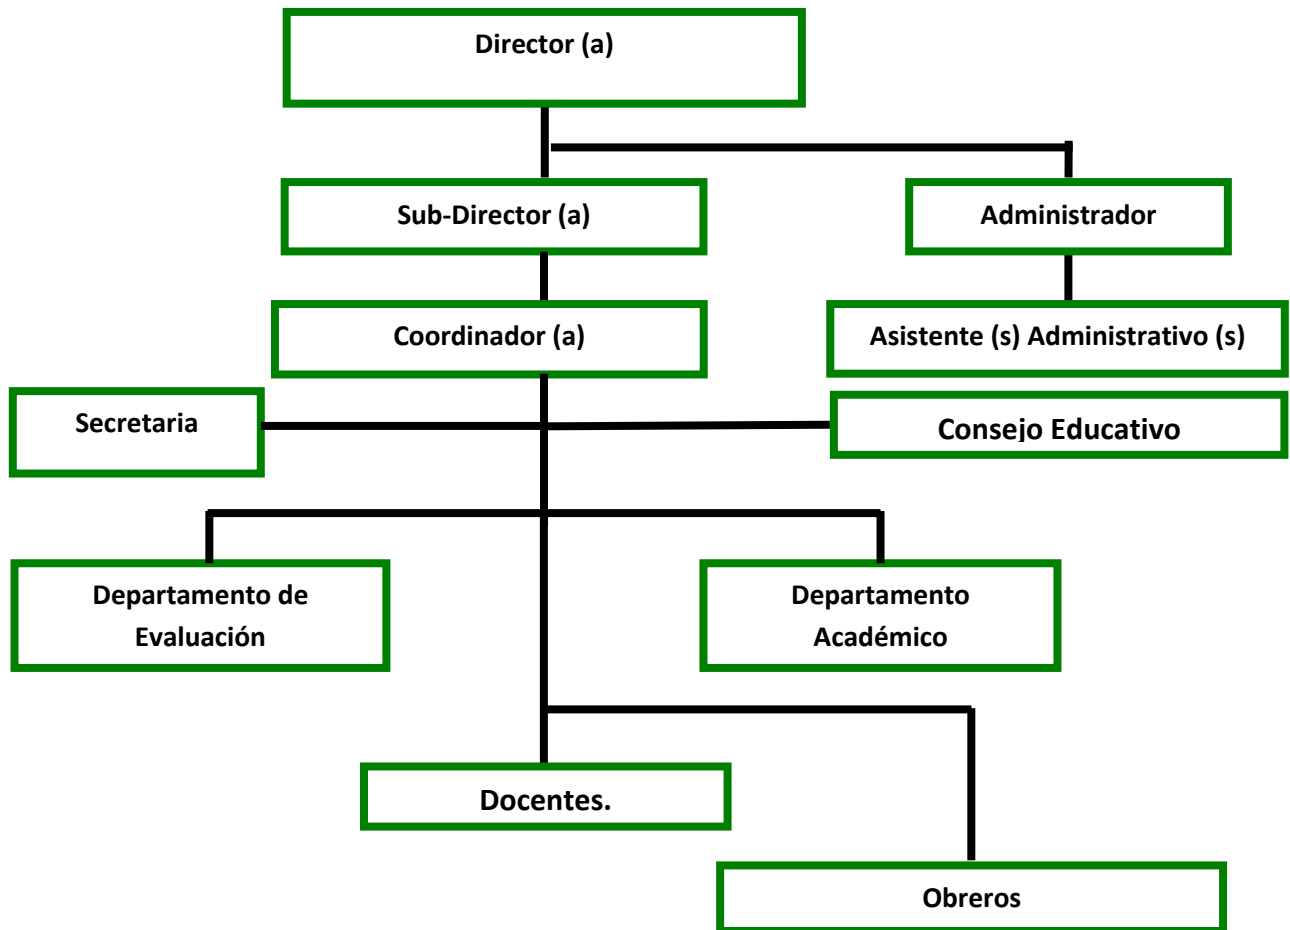 Director (a)
Sub-Director (a)
Administrador
Coordinador (a)
Asistente (s) Administrativo (s)
Secretaria
Consejo Educativo
Departamento de
Evaluación
Departamento
Académico
Docentes.
Obreros